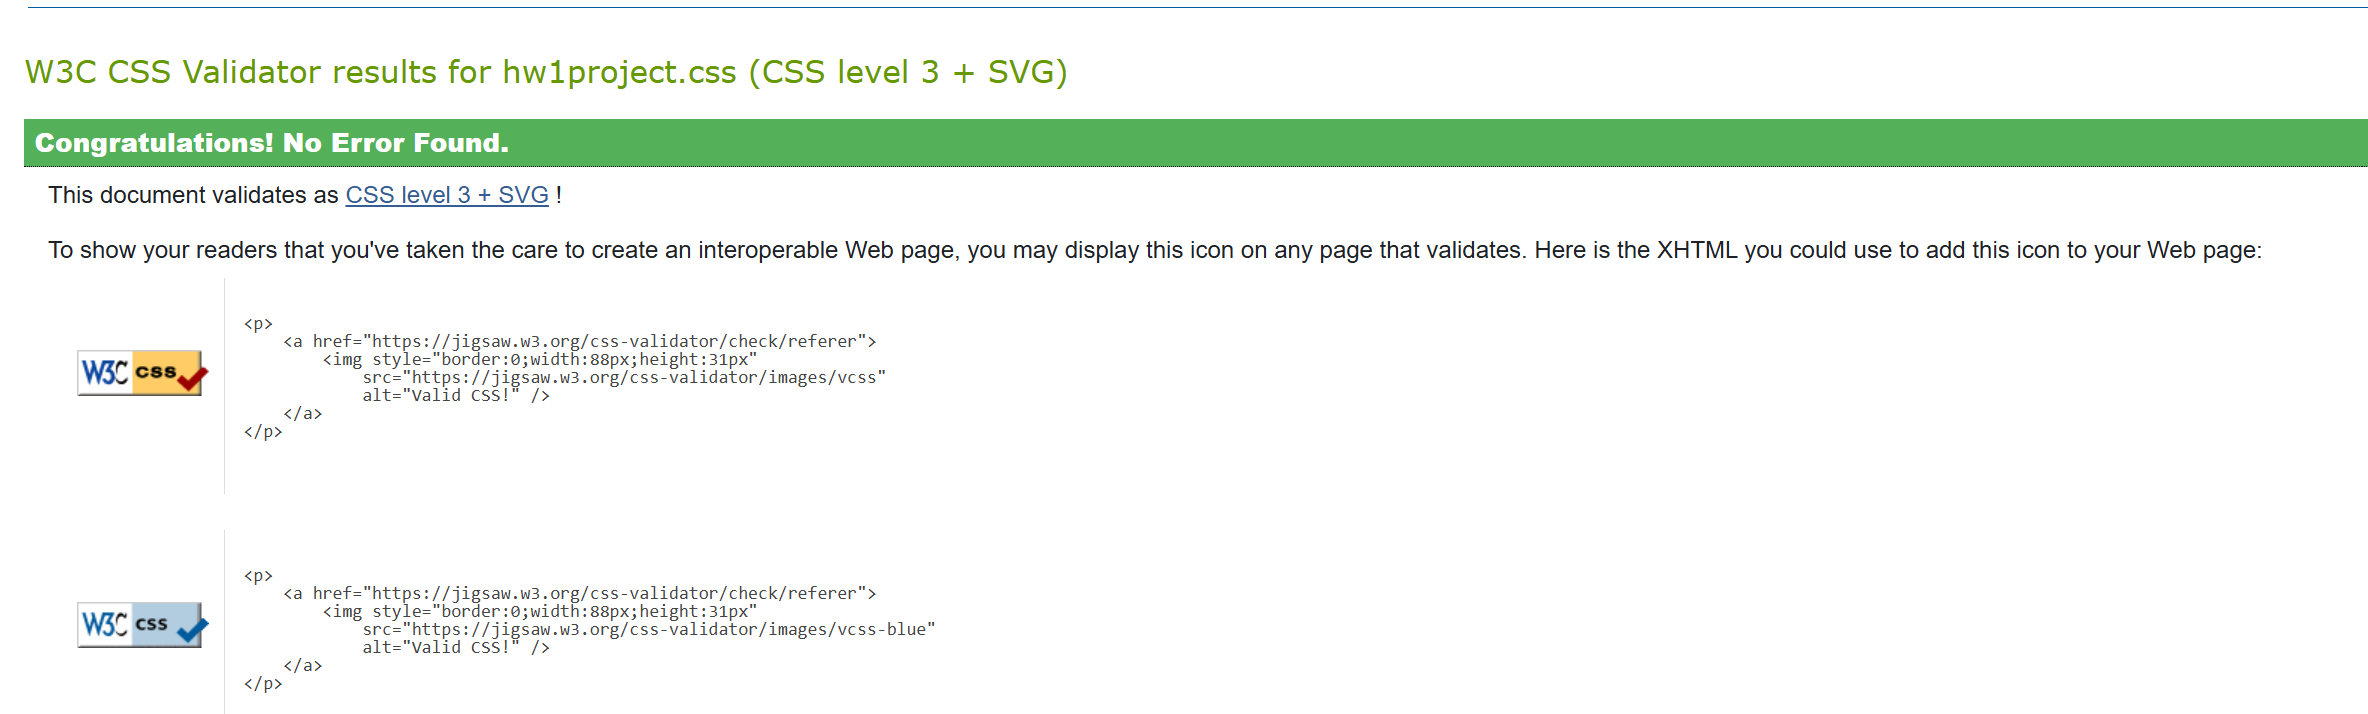 W3C CSS Validator results for hw1project.css (CSS level 3 + SVG)
Congratulations! No Error Found.
This document validates as CSS level 3 + SVG !
To show your readers that you've taken the care to create an interoperable Web page, you may display this icon on any page that validates. Here is the XHTML you could use to add this icon to your Web page:
W3C css
<p>
    <a href="https://jigsaw.w3.org/css-validator/check/referer">
        <img style="border:0;width:88px;height:31px"
            src="https://jigsaw.w3.org/css-validator/images/vcss"
            alt="Valid CSS!" />
    </a>
</p>
W3C css
<p>
    <a href="https://jigsaw.w3.org/css-validator/check/referer">
        <img style="border:0;width:88px;height:31px"
            src="https://jigsaw.w3.org/css-validator/images/vcss-blue"
            alt="Valid CSS!" />
    </a>
</p>